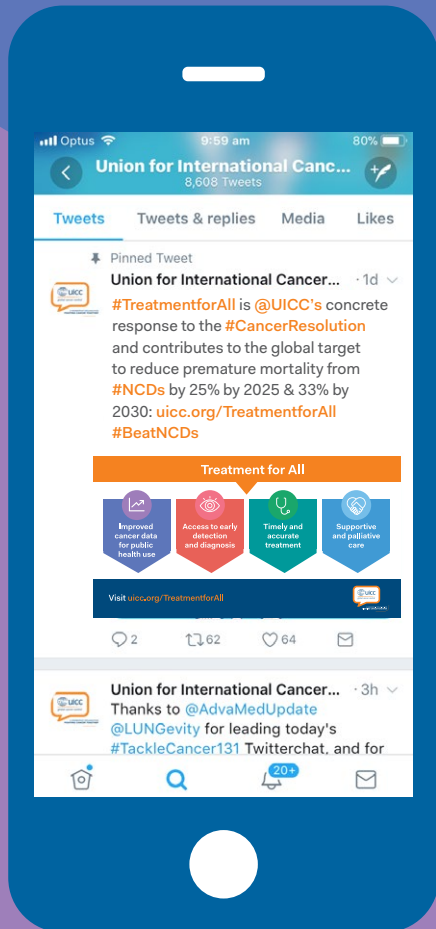 Optus 9:59 am 80%
Union for International Canc...
8,608 Tweets
Tweets Tweets & replies Media Likes
Pinned Tweet
Union for International Cancer... · 1d
uicc
#TreatmentforAll is @UICC's concrete
response to the #CancerResolution
and contributes to the global target
to reduce premature mortality from
#NCDs by 25% by 2025 & 33% by
2030: uicc.org/TreatmentforAll
#BeatNCDs
Treatment for All
Improved
cancer data
for public
health use
Access to early
detection
and diagnosis
Timely and
accurate
treatment
Supportive
and palliative
care
Visit uicc.org/TreatmentforAll
uicc
2 62 64
Union for International Cancer... · 3h
uicc
Thanks to @AdvaMedUpdate
@LUNGevity for leading today's
#TackleCancer131 Twitterchat, and for
20+